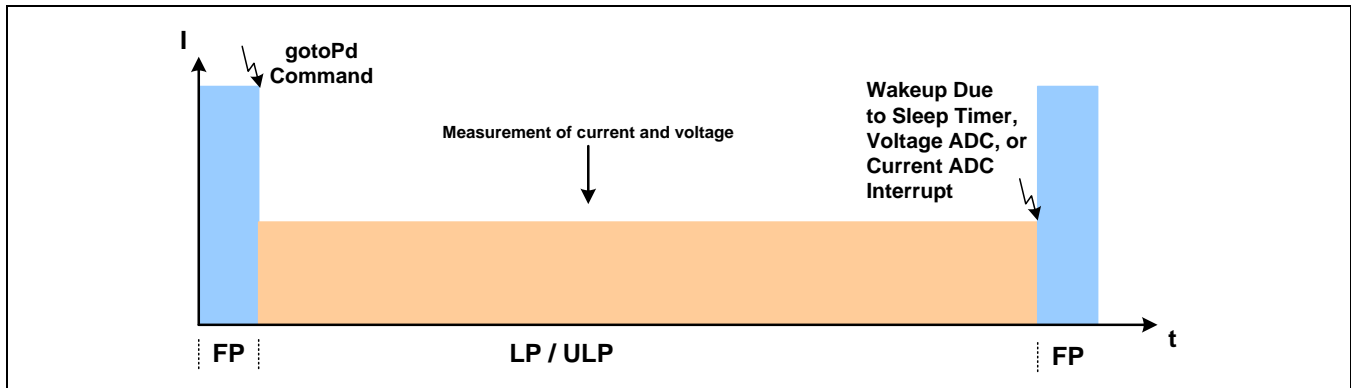 I
gotoPd
Command
Measurement of current and voltage
Wakeup Due
to Sleep Timer,
Voltage ADC, or
Current ADC
Interrupt
t
FP
LP / ULP
FP